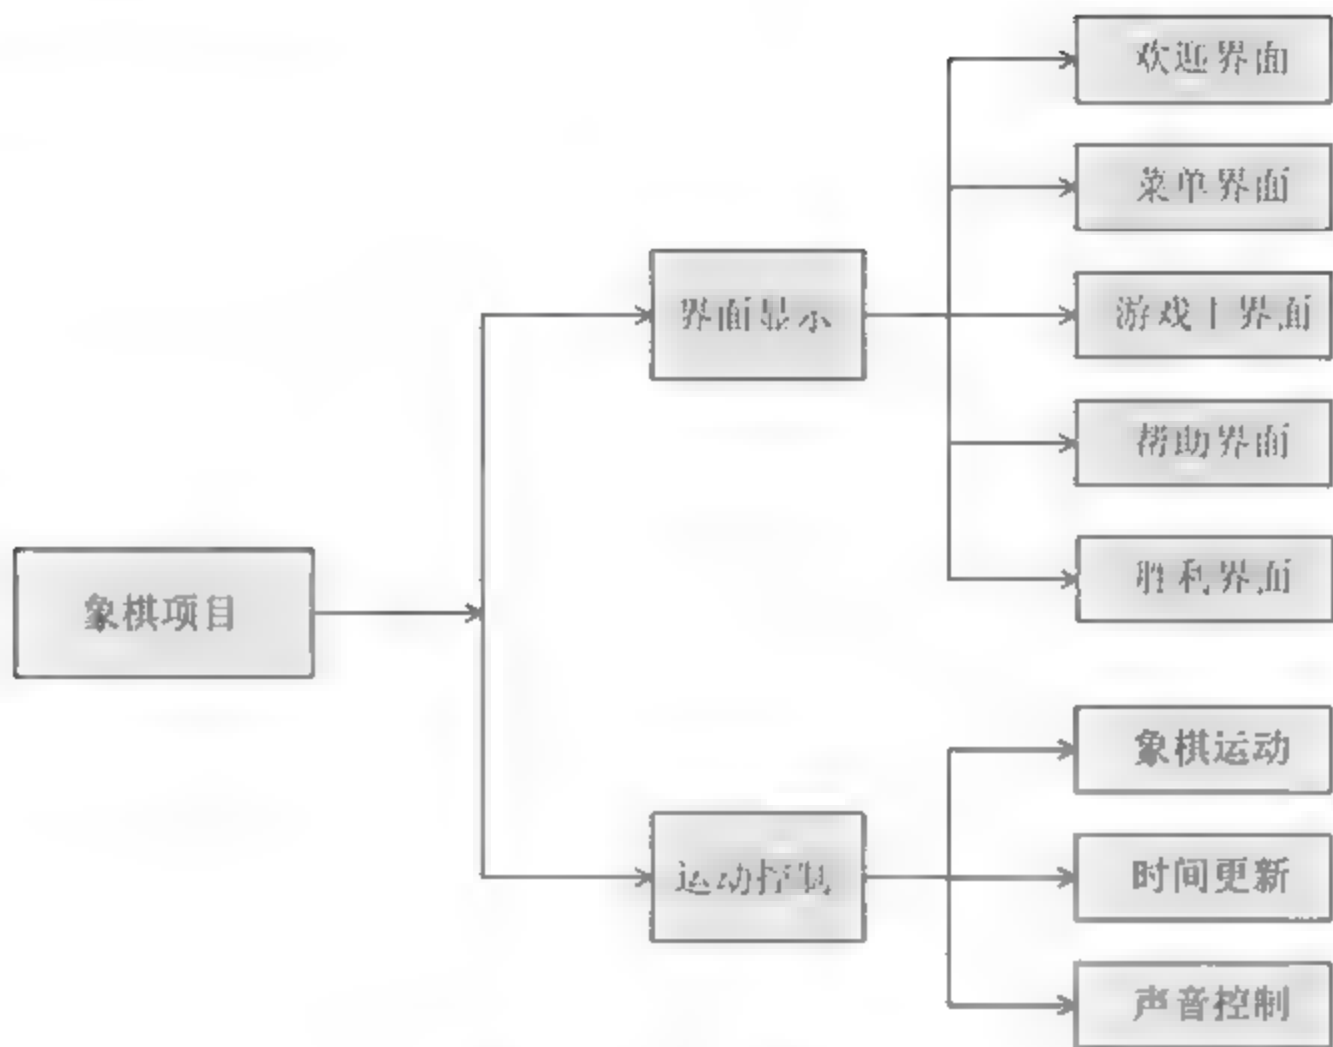 欢迎界面
菜单界面
界面显示
游戏主界面
帮助界面
胜利界面
象棋项目
象棋运动
运动控制
时间更新
声音控制